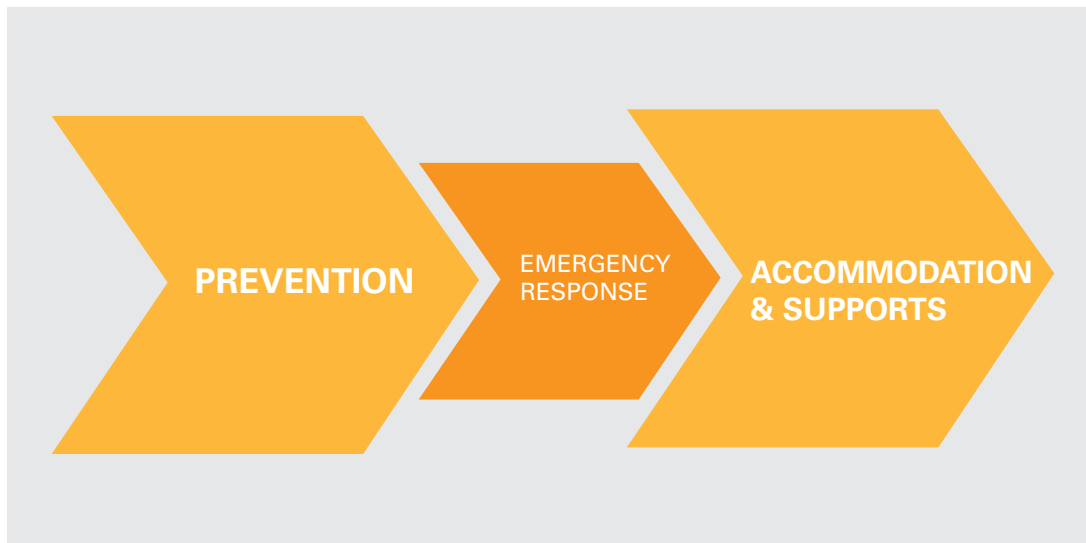 PREVENTION
EMERGENCY
RESPONSE
ACCOMMODATION
& SUPPORTS